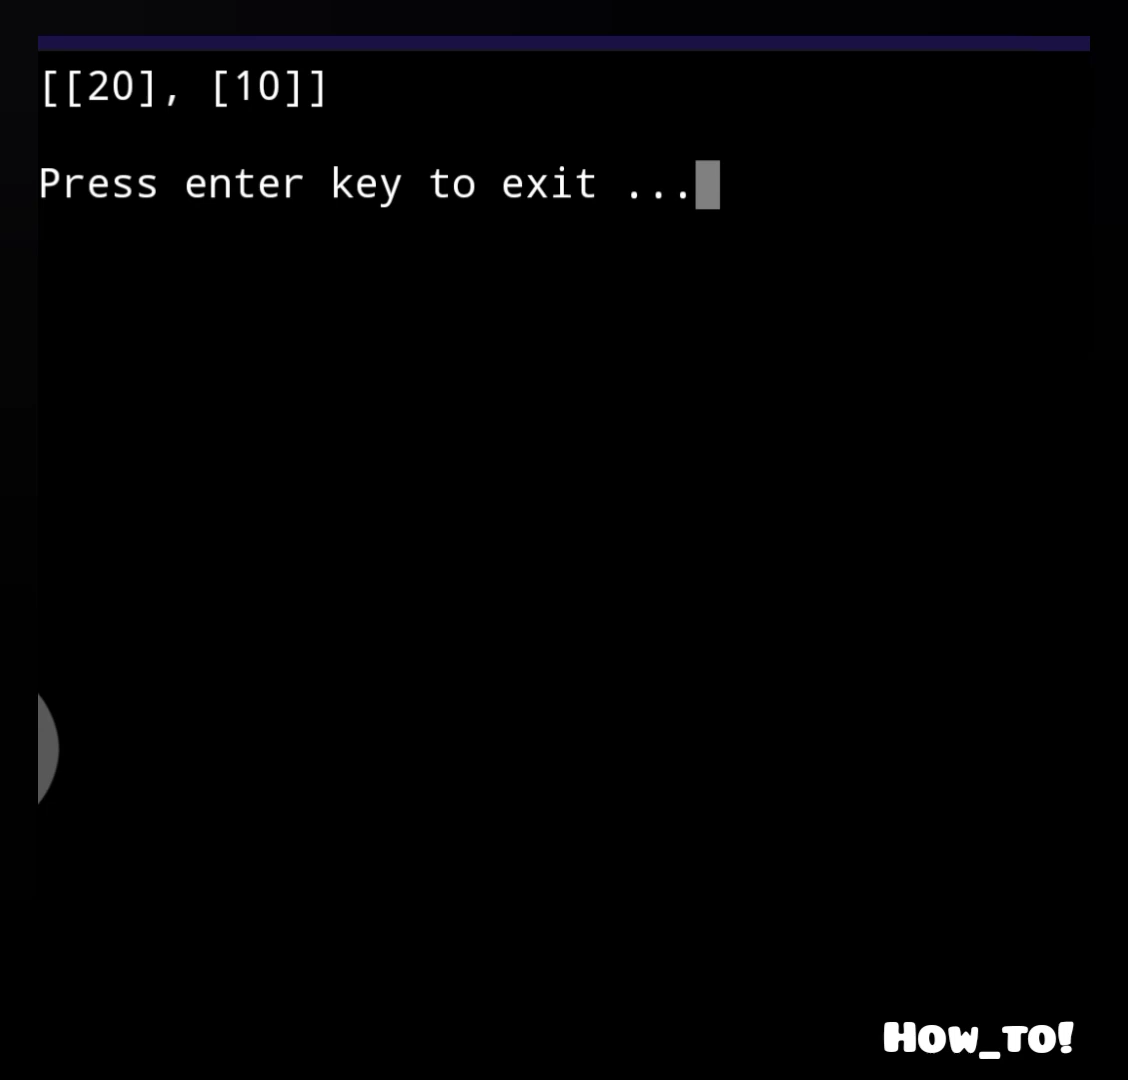 [[20], [10]]
Press enter key to exit ...
How_to!